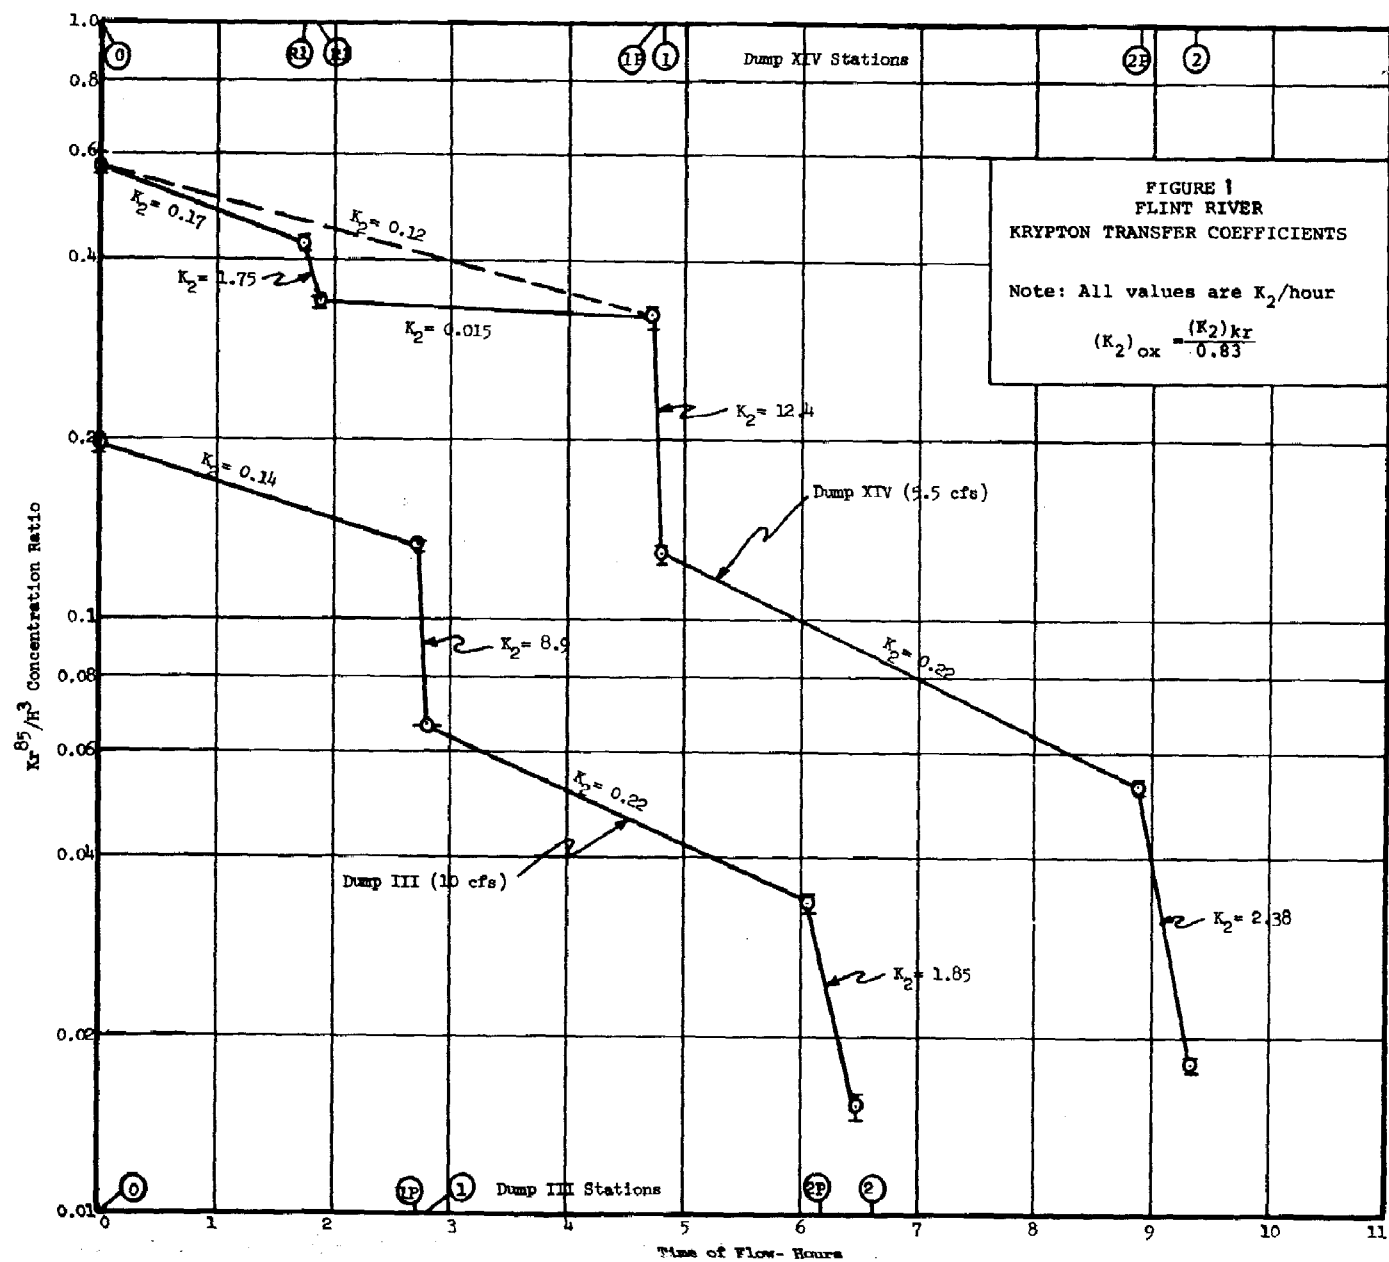 1.0
0
R1
1P
1
Dump XIV Stations
2P
2
0.8
0.6
K2= 0.17
K2= 0.12
FIGURE 1
FLINT RIVER
KRYPTON TRANSFER COEFFICIENTS
Note: All values are K2/hour
(K2)ox = (K2)kr
0.83
0.4
K2= 1.75
K2= 0.015
K2= 12.4
0.2
K2= 0.14
Dump XIV (5.5 cfs)
Kr85/H3 Concentration Ratio
0.1
K2= 8.9
K2= 0.22
0.08
0.06
K2= 0.22
0.04
Dump III (10 cfs)
K2= 2.38
K2= 1.85
0.02
0
1P
1
Dump III Stations
2P
2
0.01
0 1 2 3 4 5 6 7 8 9 10 11
Time of Flow- Hours